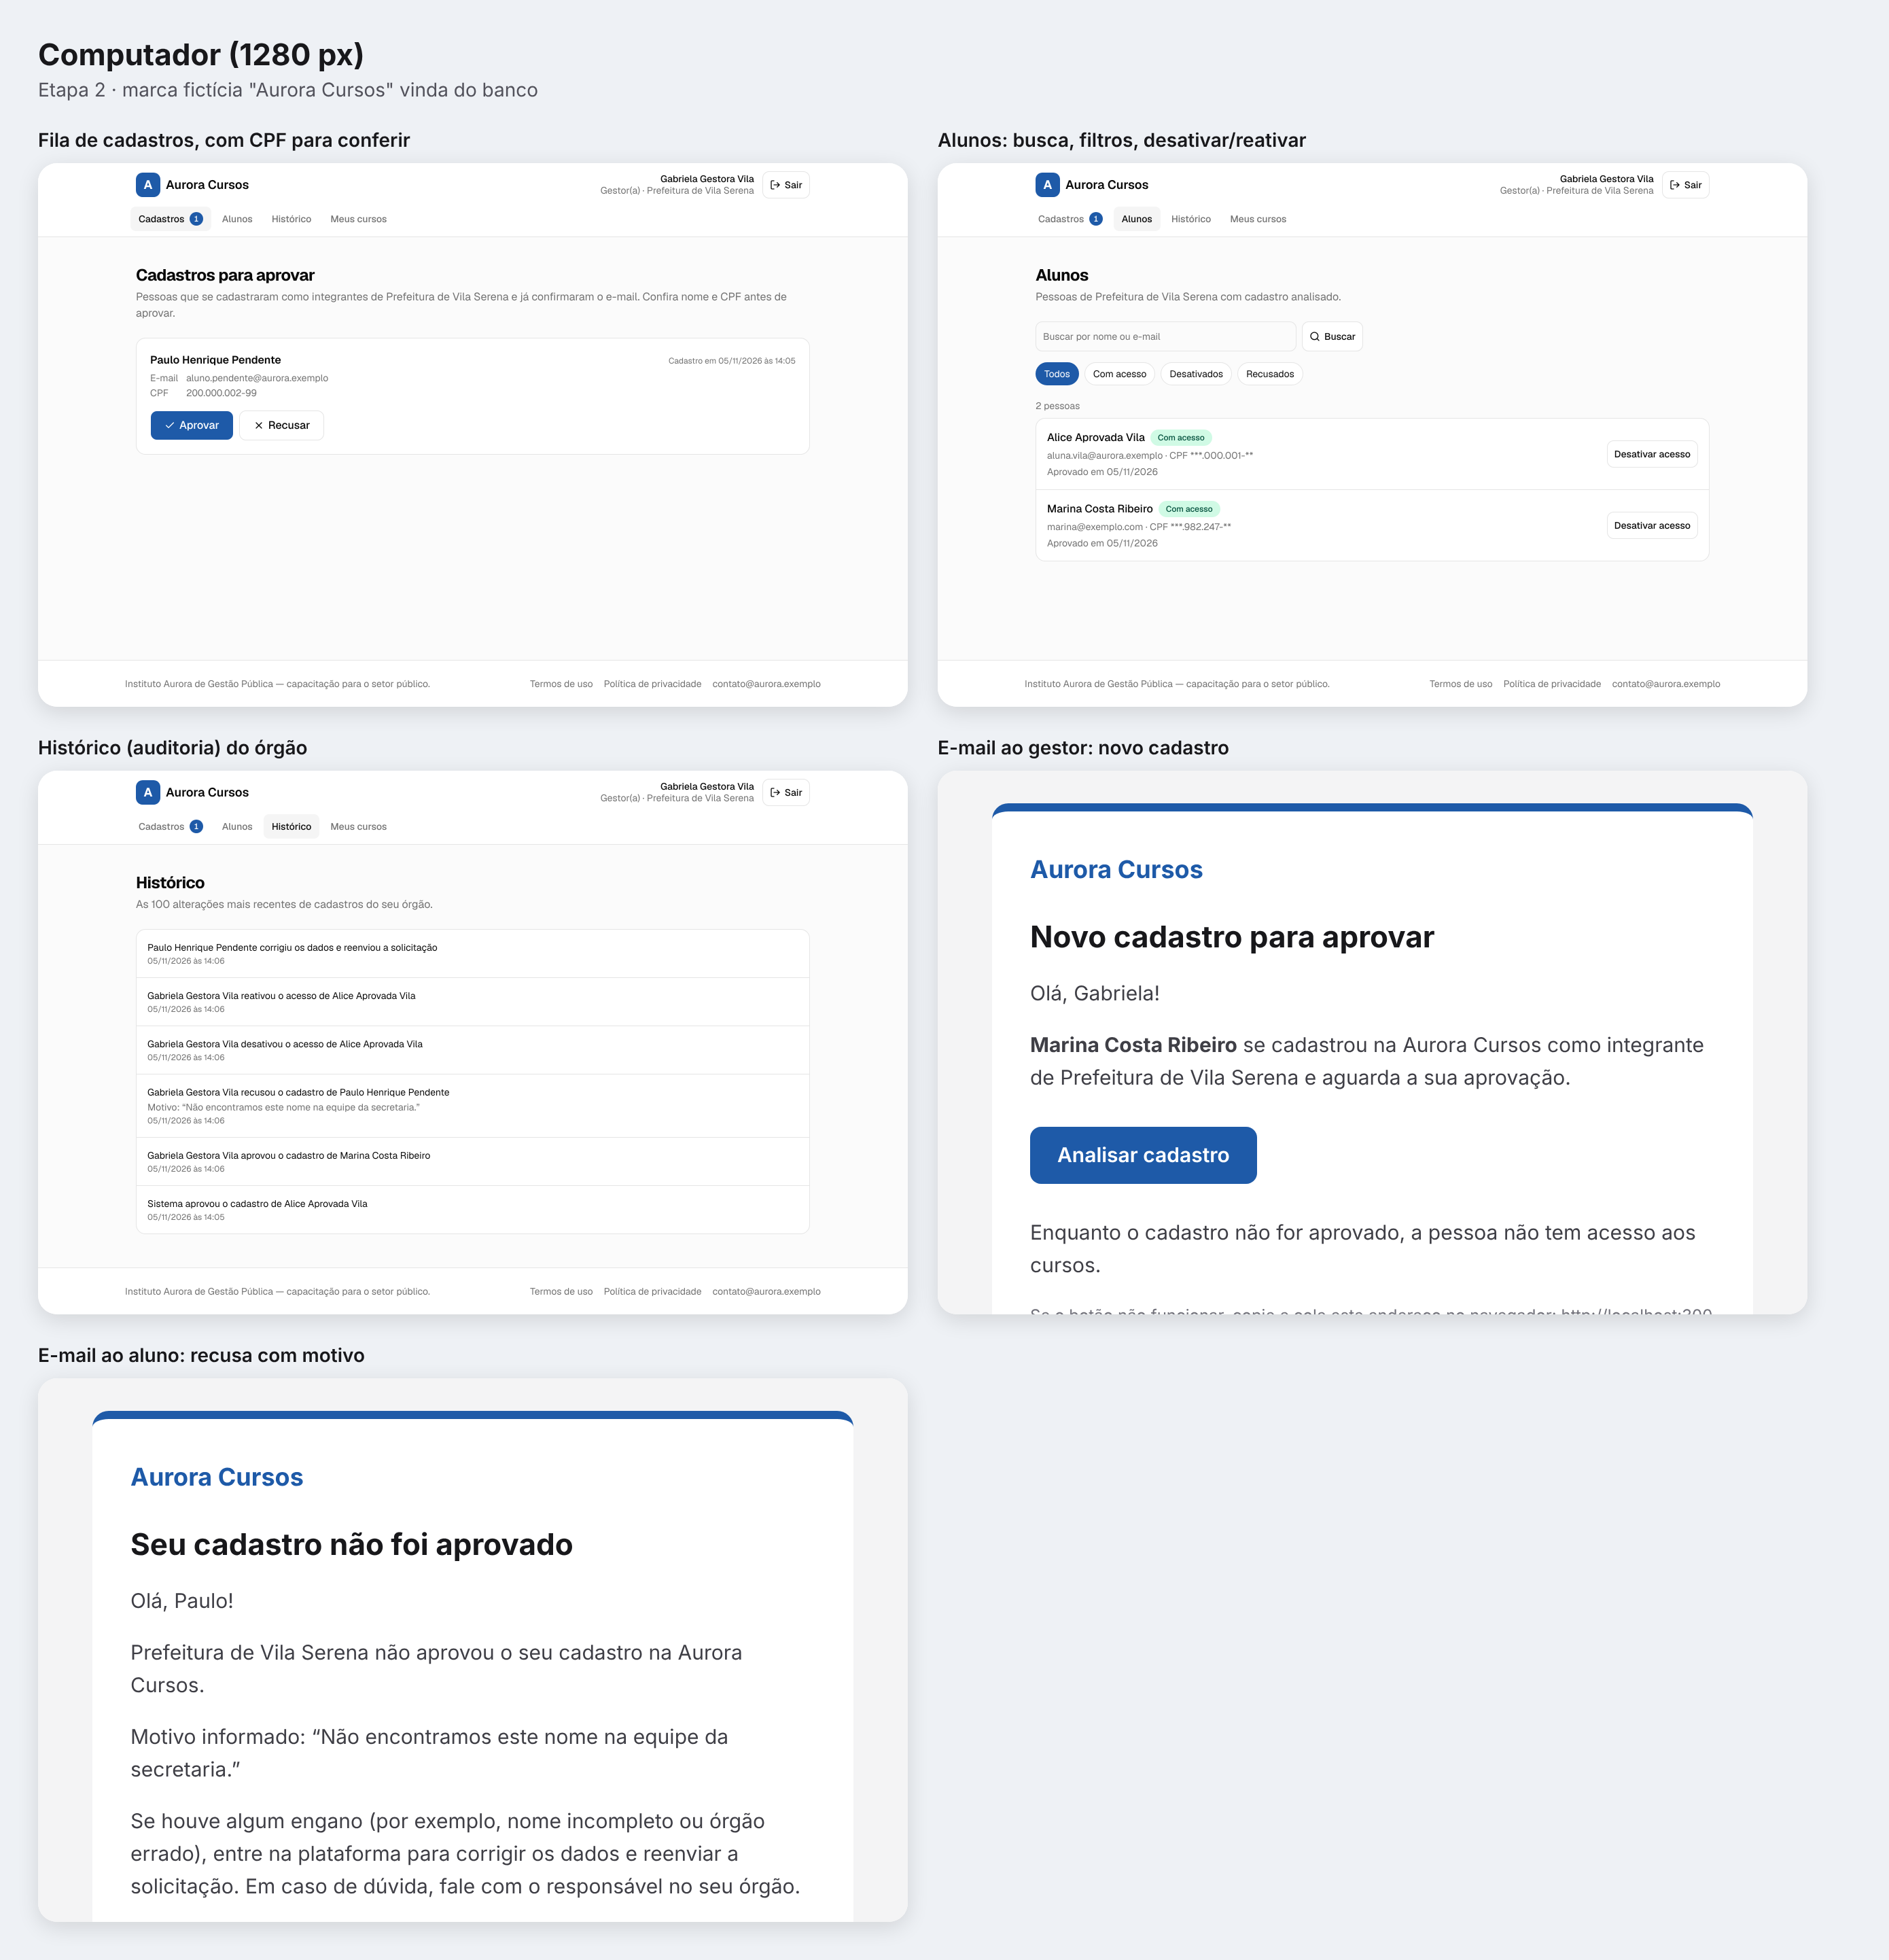 Computador (1280 px)
Etapa 2 · marca fictícia "Aurora Cursos" vinda do banco
Fila de cadastros, com CPF para conferir
A Aurora Cursos
Gabriela Gestora Vila
Gestor(a) · Prefeitura de Vila Serena
Sair
Cadastros 1 Alunos Histórico Meus cursos
Cadastros para aprovar
Pessoas que se cadastraram como integrantes de Prefeitura de Vila Serena e já confirmaram o e-mail. Confira nome e CPF antes de
aprovar.
Paulo Henrique Pendente
Cadastro em 05/11/2026 às 14:05
E-mail aluno.pendente@aurora.exemplo
CPF 200.000.002-99
Aprovar Recusar
Instituto Aurora de Gestão Pública — capacitação para o setor público.
Termos de uso Política de privacidade contato@aurora.exemplo
Alunos: busca, filtros, desativar/reativar
A Aurora Cursos
Gabriela Gestora Vila
Gestor(a) · Prefeitura de Vila Serena
Sair
Cadastros 1 Alunos Histórico Meus cursos
Alunos
Pessoas de Prefeitura de Vila Serena com cadastro analisado.
Buscar por nome ou e-mail
Buscar
Todos Com acesso Desativados Recusados
2 pessoas
Alice Aprovada Vila Com acesso
aluna.vila@aurora.exemplo · CPF ***.000.001-**
Aprovado em 05/11/2026
Desativar acesso
Marina Costa Ribeiro Com acesso
marina@exemplo.com · CPF ***.982.247-**
Aprovado em 05/11/2026
Desativar acesso
Instituto Aurora de Gestão Pública — capacitação para o setor público.
Termos de uso Política de privacidade contato@aurora.exemplo
Histórico (auditoria) do órgão
A Aurora Cursos
Gabriela Gestora Vila
Gestor(a) · Prefeitura de Vila Serena
Sair
Cadastros 1 Alunos Histórico Meus cursos
Histórico
As 100 alterações mais recentes de cadastros do seu órgão.
Paulo Henrique Pendente corrigiu os dados e reenviou a solicitação
05/11/2026 às 14:06
Gabriela Gestora Vila reativou o acesso de Alice Aprovada Vila
05/11/2026 às 14:06
Gabriela Gestora Vila desativou o acesso de Alice Aprovada Vila
05/11/2026 às 14:06
Gabriela Gestora Vila recusou o cadastro de Paulo Henrique Pendente
Motivo: “Não encontramos este nome na equipe da secretaria.”
05/11/2026 às 14:06
Gabriela Gestora Vila aprovou o cadastro de Marina Costa Ribeiro
05/11/2026 às 14:06
Sistema aprovou o cadastro de Alice Aprovada Vila
05/11/2026 às 14:05
Instituto Aurora de Gestão Pública — capacitação para o setor público.
Termos de uso Política de privacidade contato@aurora.exemplo
E-mail ao gestor: novo cadastro
Aurora Cursos
Novo cadastro para aprovar
Olá, Gabriela!
Marina Costa Ribeiro se cadastrou na Aurora Cursos como integrante
de Prefeitura de Vila Serena e aguarda a sua aprovação.
Analisar cadastro
Enquanto o cadastro não for aprovado, a pessoa não tem acesso aos
cursos.
Se o botão não funcionar, copie e cole este endereço no navegador: http://localhost:300
E-mail ao aluno: recusa com motivo
Aurora Cursos
Seu cadastro não foi aprovado
Olá, Paulo!
Prefeitura de Vila Serena não aprovou o seu cadastro na Aurora
Cursos.
Motivo informado: “Não encontramos este nome na equipe da
secretaria.”
Se houve algum engano (por exemplo, nome incompleto ou órgão
errado), entre na plataforma para corrigir os dados e reenviar a
solicitação. Em caso de dúvida, fale com o responsável no seu órgão.